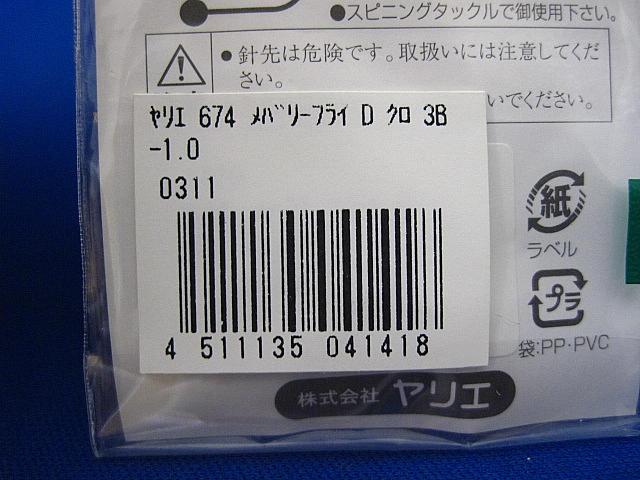 ●スピニングタックルで御使用下さい。
●針先は危険です。取扱いには注意してくだ
さい。
いでください。
ﾔﾘｴ 674 ﾒﾊﾞﾘｰﾌﾗｲ D ｸﾛ 3B
-1.0
0311
4 511135 041418
紙
ラベル
プラ
袋:PP・PVC
株式会社 ヤリエ